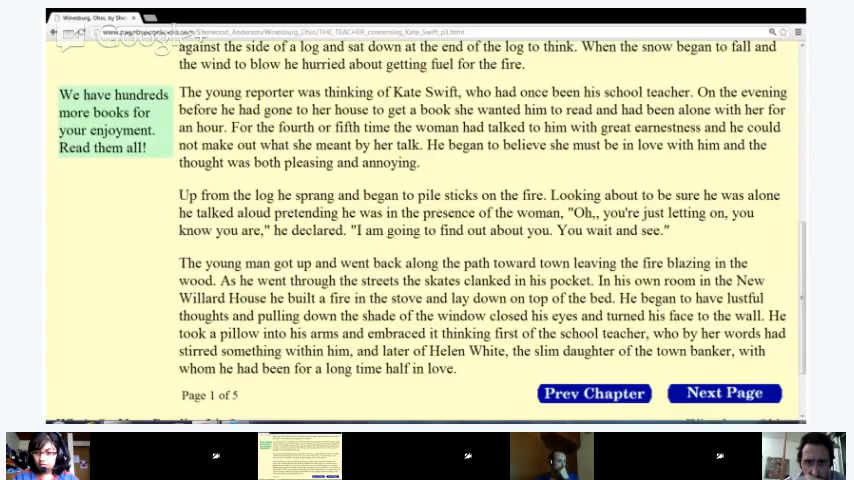 Winesburg, Ohio, by She
Google+
/Sherwood_Anderson/Winesburg_Ohio/THE_TEACHER_concerning_Kate_Swift_p1.html
against the side of a log and sat down at the end of the log to think. When the snow began to fall and
the wind to blow he hurried about getting fuel for the fire.
We have hundreds
more books for
your enjoyment.
Read them all!
The young reporter was thinking of Kate Swift, who had once been his school teacher. On the evening
before he had gone to her house to get a book she wanted him to read and had been alone with her for
an hour. For the fourth or fifth time the woman had talked to him with great earnestness and he could
not make out what she meant by her talk. He began to believe she must be in love with him and the
thought was both pleasing and annoying.
Up from the log he sprang and began to pile sticks on the fire. Looking about to be sure he was alone
he talked aloud pretending he was in the presence of the woman, "Oh,, you're just letting on, you
know you are," he declared. "I am going to find out about you. You wait and see."
The young man got up and went back along the path toward town leaving the fire blazing in the
wood. As he went through the streets the skates clanked in his pocket. In his own room in the New
Willard House he built a fire in the stove and lay down on top of the bed. He began to have lustful
thoughts and pulling down the shade of the window closed his eyes and turned his face to the wall. He
took a pillow into his arms and embraced it thinking first of the school teacher, who by her words had
stirred something within him, and later of Helen White, the slim daughter of the town banker, with
whom he had been for a long time half in love.
Page 1 of 5
Prev Chapter
Next Page